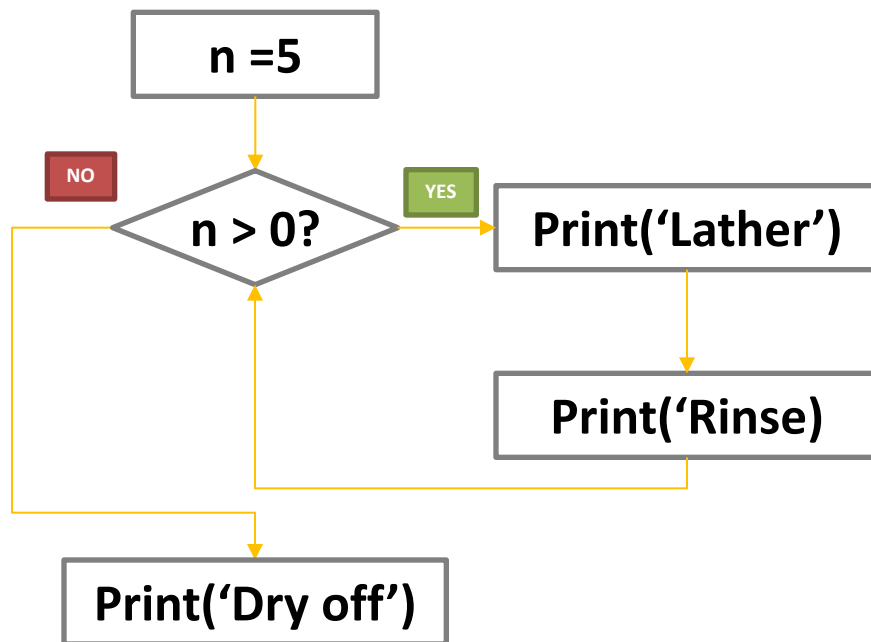 n =5
NO
YES
n > 0?
Print(‘Lather’)
Print(‘Rinse)
Print(‘Dry off’)